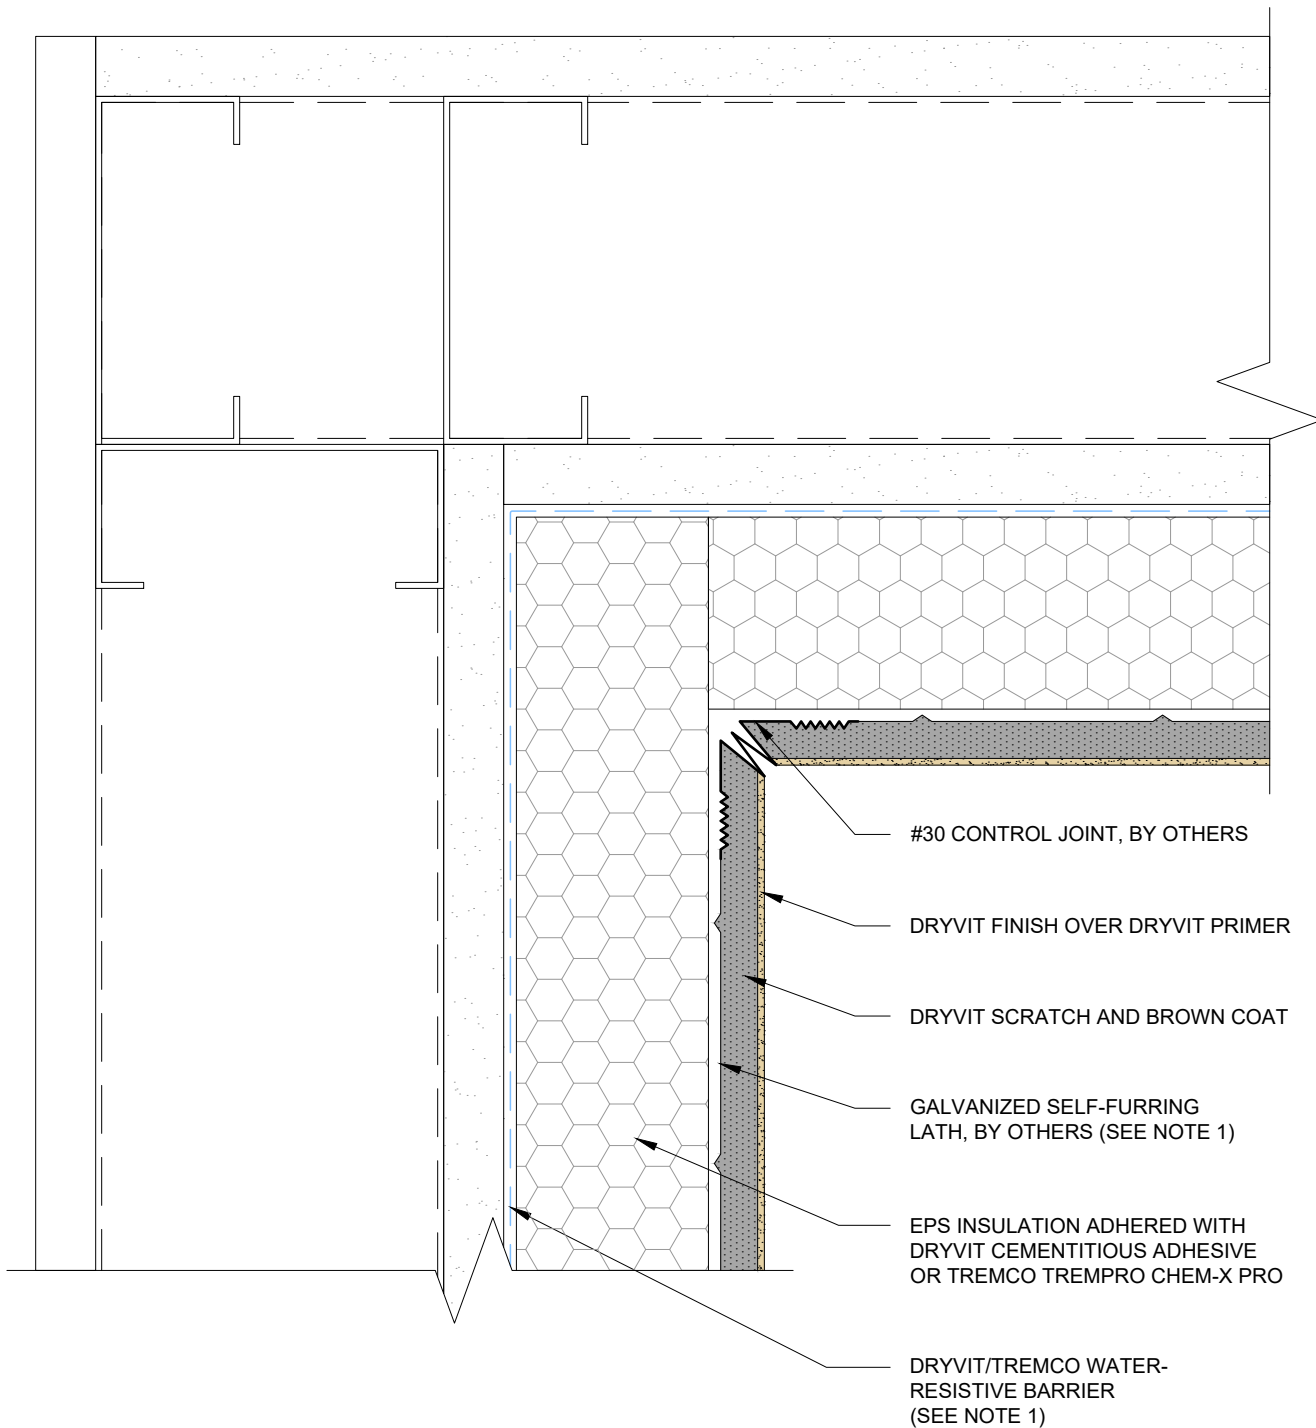 #30 CONTROL JOINT, BY OTHERS
DRYVIT FINISH OVER DRYVIT PRIMER
DRYVIT SCRATCH AND BROWN COAT
GALVANIZED SELF-FURRING
LATH, BY OTHERS (SEE NOTE 1)
EPS INSULATION ADHERED WITH
DRYVIT CEMENTITIOUS ADHESIVE
OR TREMCO TREMPRO CHEM-X PRO
DRYVIT/TREMCO WATER-
RESISTIVE BARRIER
(SEE NOTE 1)